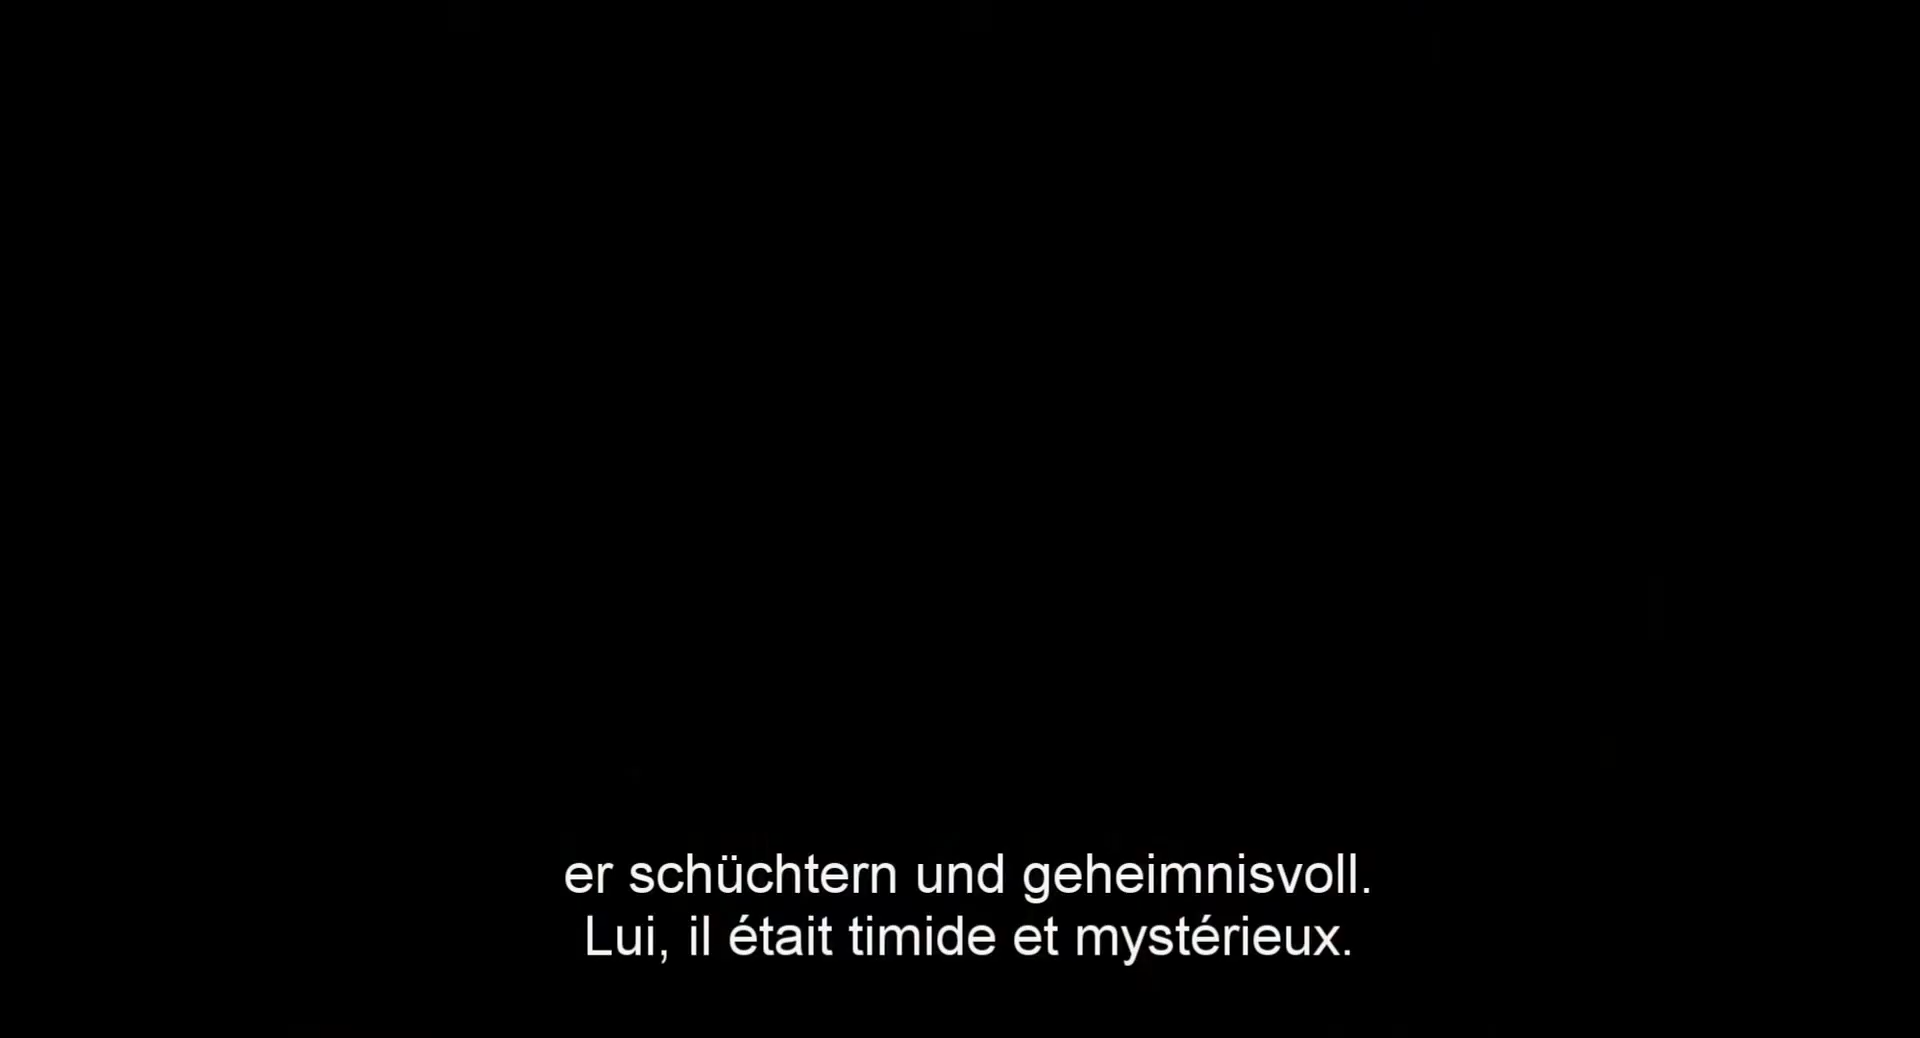 er schüchtern und geheimnisvoll.
Lui, il était timide et mystérieux.